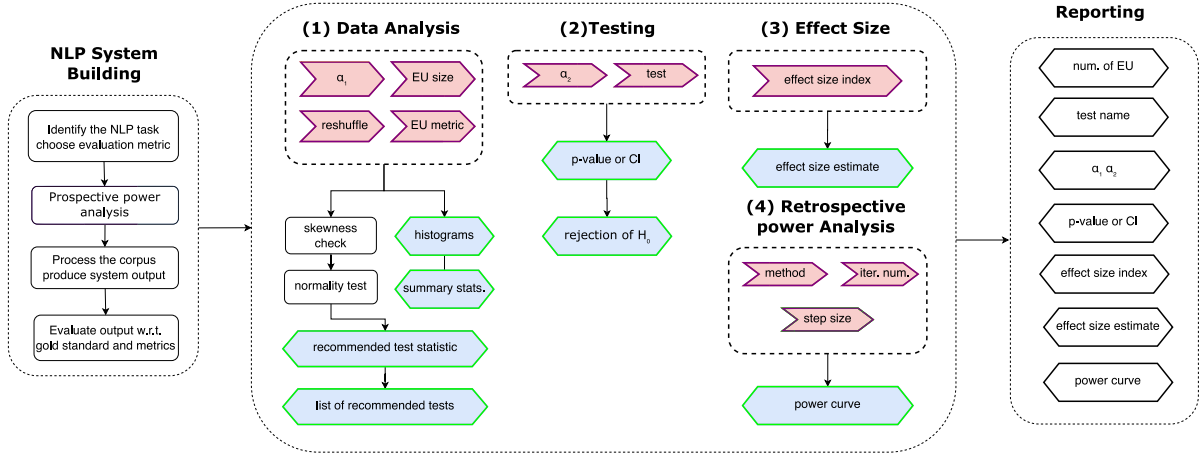 NLP System
Building
Identify the NLP task
choose evaluation metric
Prospective power
analysis
Process the corpus
produce system output
Evaluate output w.r.t.
gold standard and metrics
(1) Data Analysis
α₁
EU size
reshuffle
EU metric
skewness
check
histograms
normality test
summary stats.
recommended test statistic
list of recommended tests
(2)Testing
α₂
test
p-value or CI
rejection of H₀
(3) Effect Size
effect size index
effect size estimate
(4) Retrospective
power Analysis
method
iter. num.
step size
power curve
Reporting
num. of EU
test name
α₁ α₂
p-value or CI
effect size index
effect size estimate
power curve